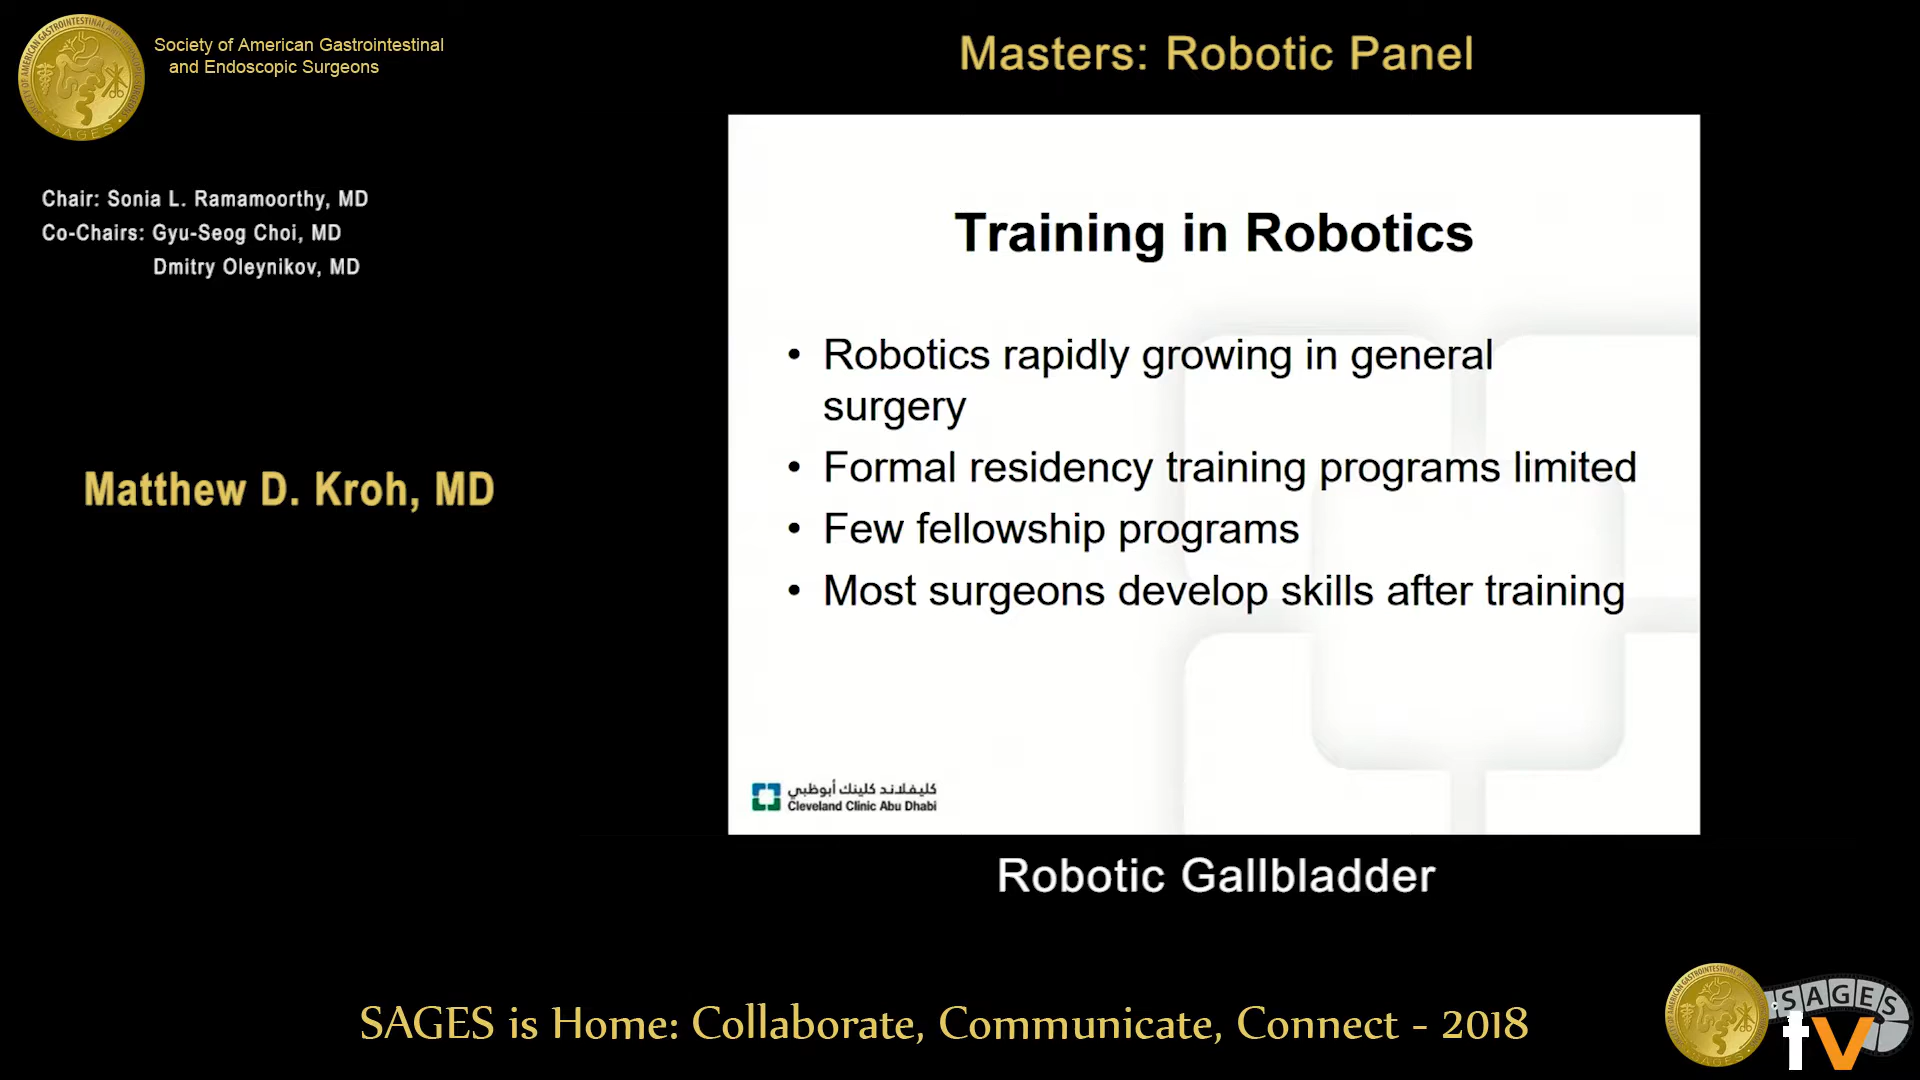 Society of American Gastrointestinal
and Endoscopic Surgeons
Masters: Robotic Panel
Chair: Sonia L. Ramamoorthy, MD
Co-Chairs: Gyu-Seog Choi, MD
Dmitry Oleynikov, MD
Matthew D. Kroh, MD
Training in Robotics
• Robotics rapidly growing in general
surgery
• Formal residency training programs limited
• Few fellowship programs
• Most surgeons develop skills after training
كليفلاند كلينك أبوظبي
Cleveland Clinic Abu Dhabi
Robotic Gallbladder
SAGES is Home: Collaborate, Communicate, Connect - 2018
SAGES
tv